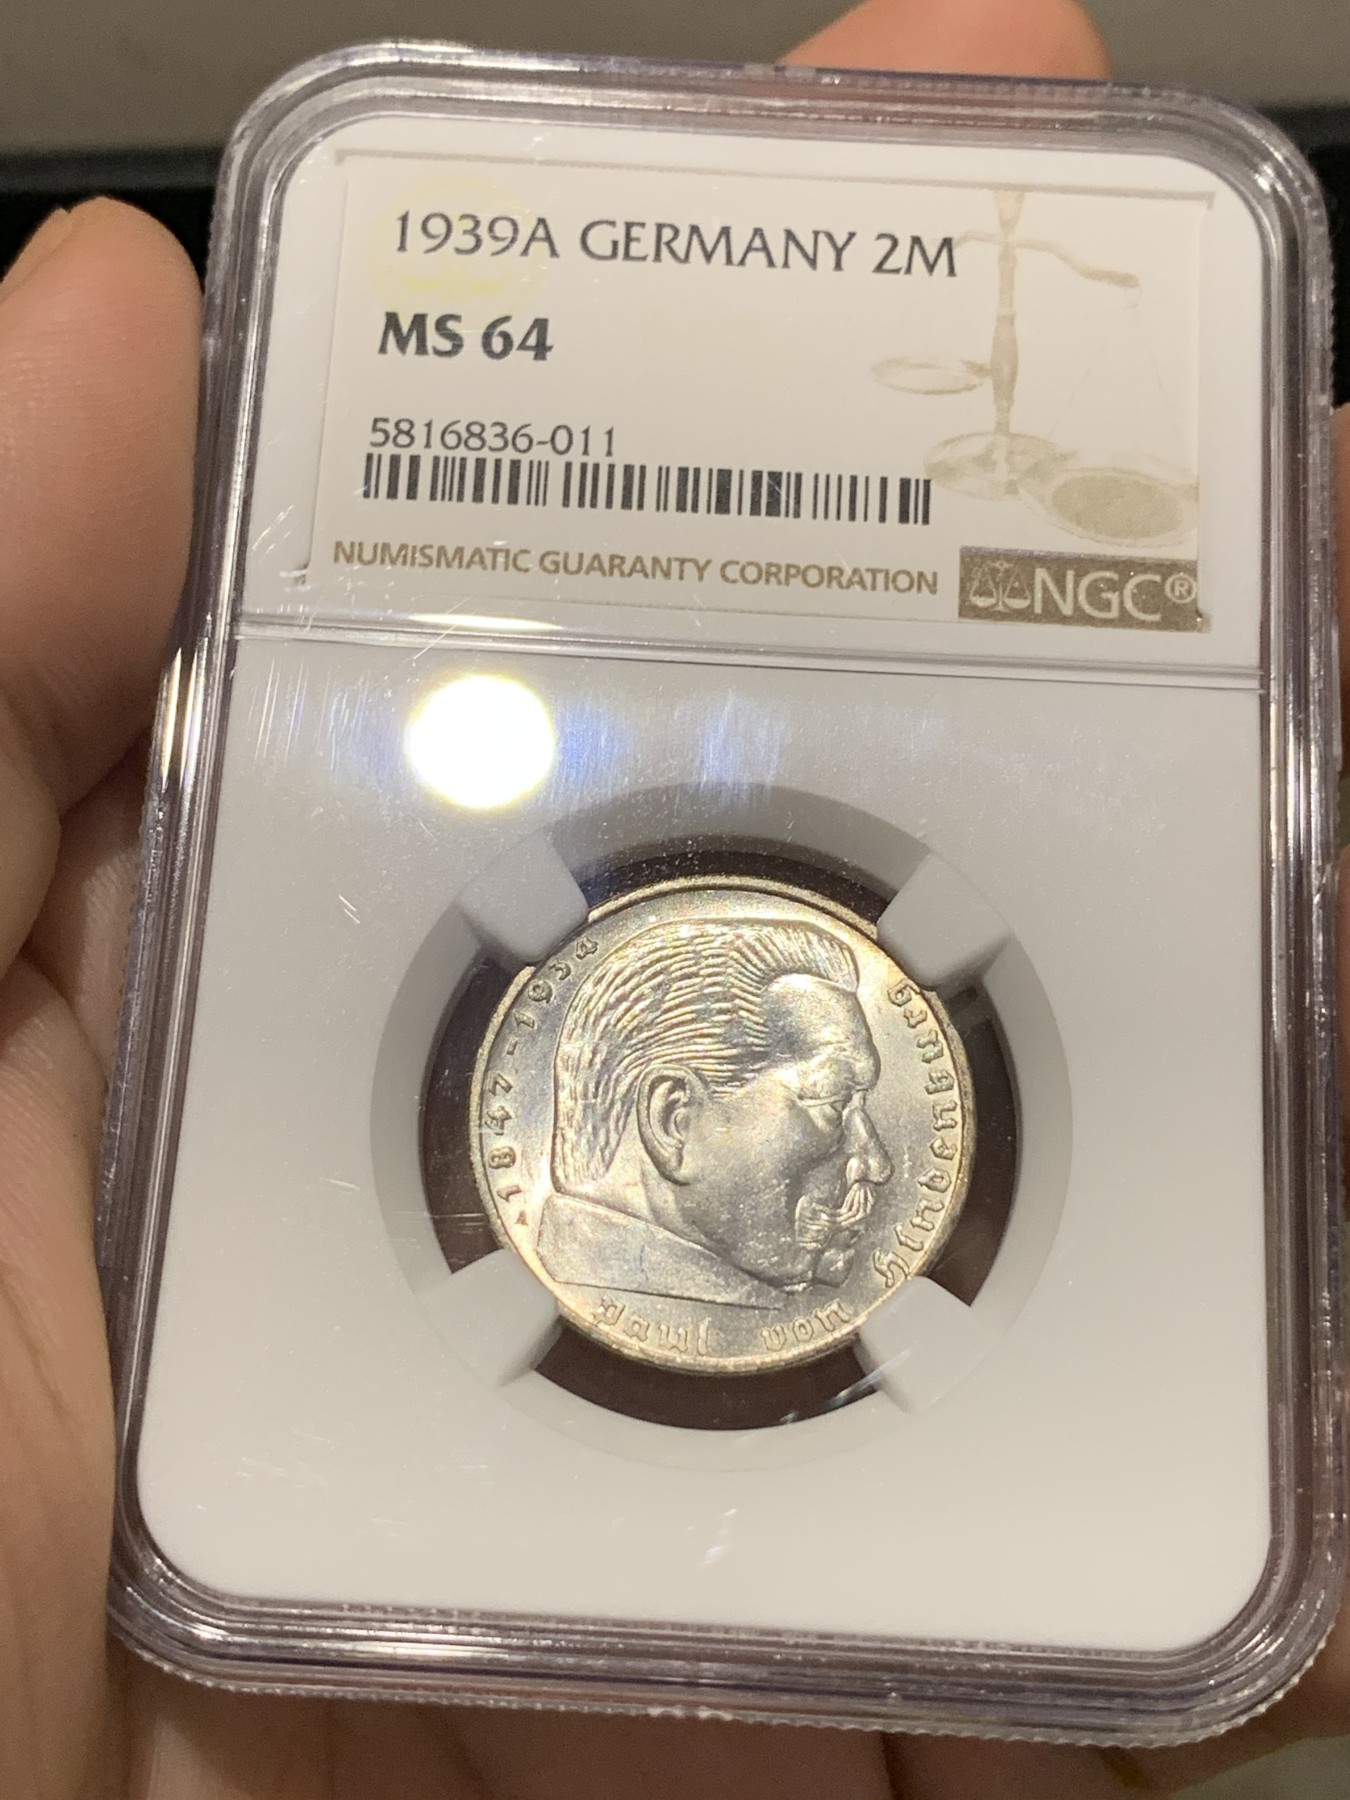 1939A GERMANY 2M
MS 64
5816836-011
NUMISMATIC GUARANTY CORPORATION
NGC®
1847-1934
Paul von Hindenburg
A